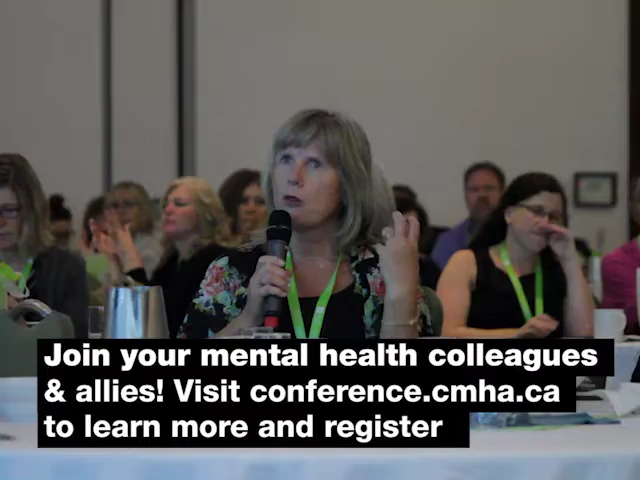 Join your mental health colleagues
& allies! Visit conference.cmha.ca
to learn more and register